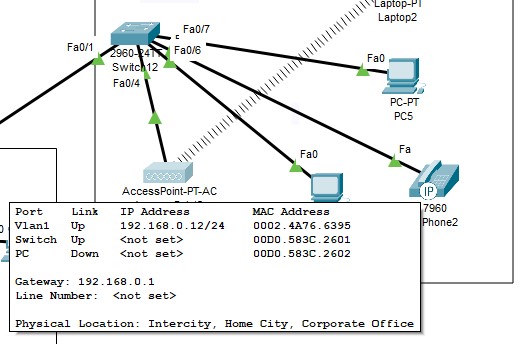 Laptop-PT
Laptop2
Fa0/7
Fa0/1
Fa0/6
2960-24TT
Switch12
Fa0/4
Fa0
PC-PT
PC5
Fa0
Fa
AccessPoint-PT-AC
7960
Phone2
Port Link IP Address MAC Address
Vlan1 Up 192.168.0.12/24 0002.4A76.6395
Switch Up <not set> 00D0.583C.2601
PC Down <not set> 00D0.583C.2602
Gateway: 192.168.0.1
Line Number: <not set>
Physical Location: Intercity, Home City, Corporate Office
IP